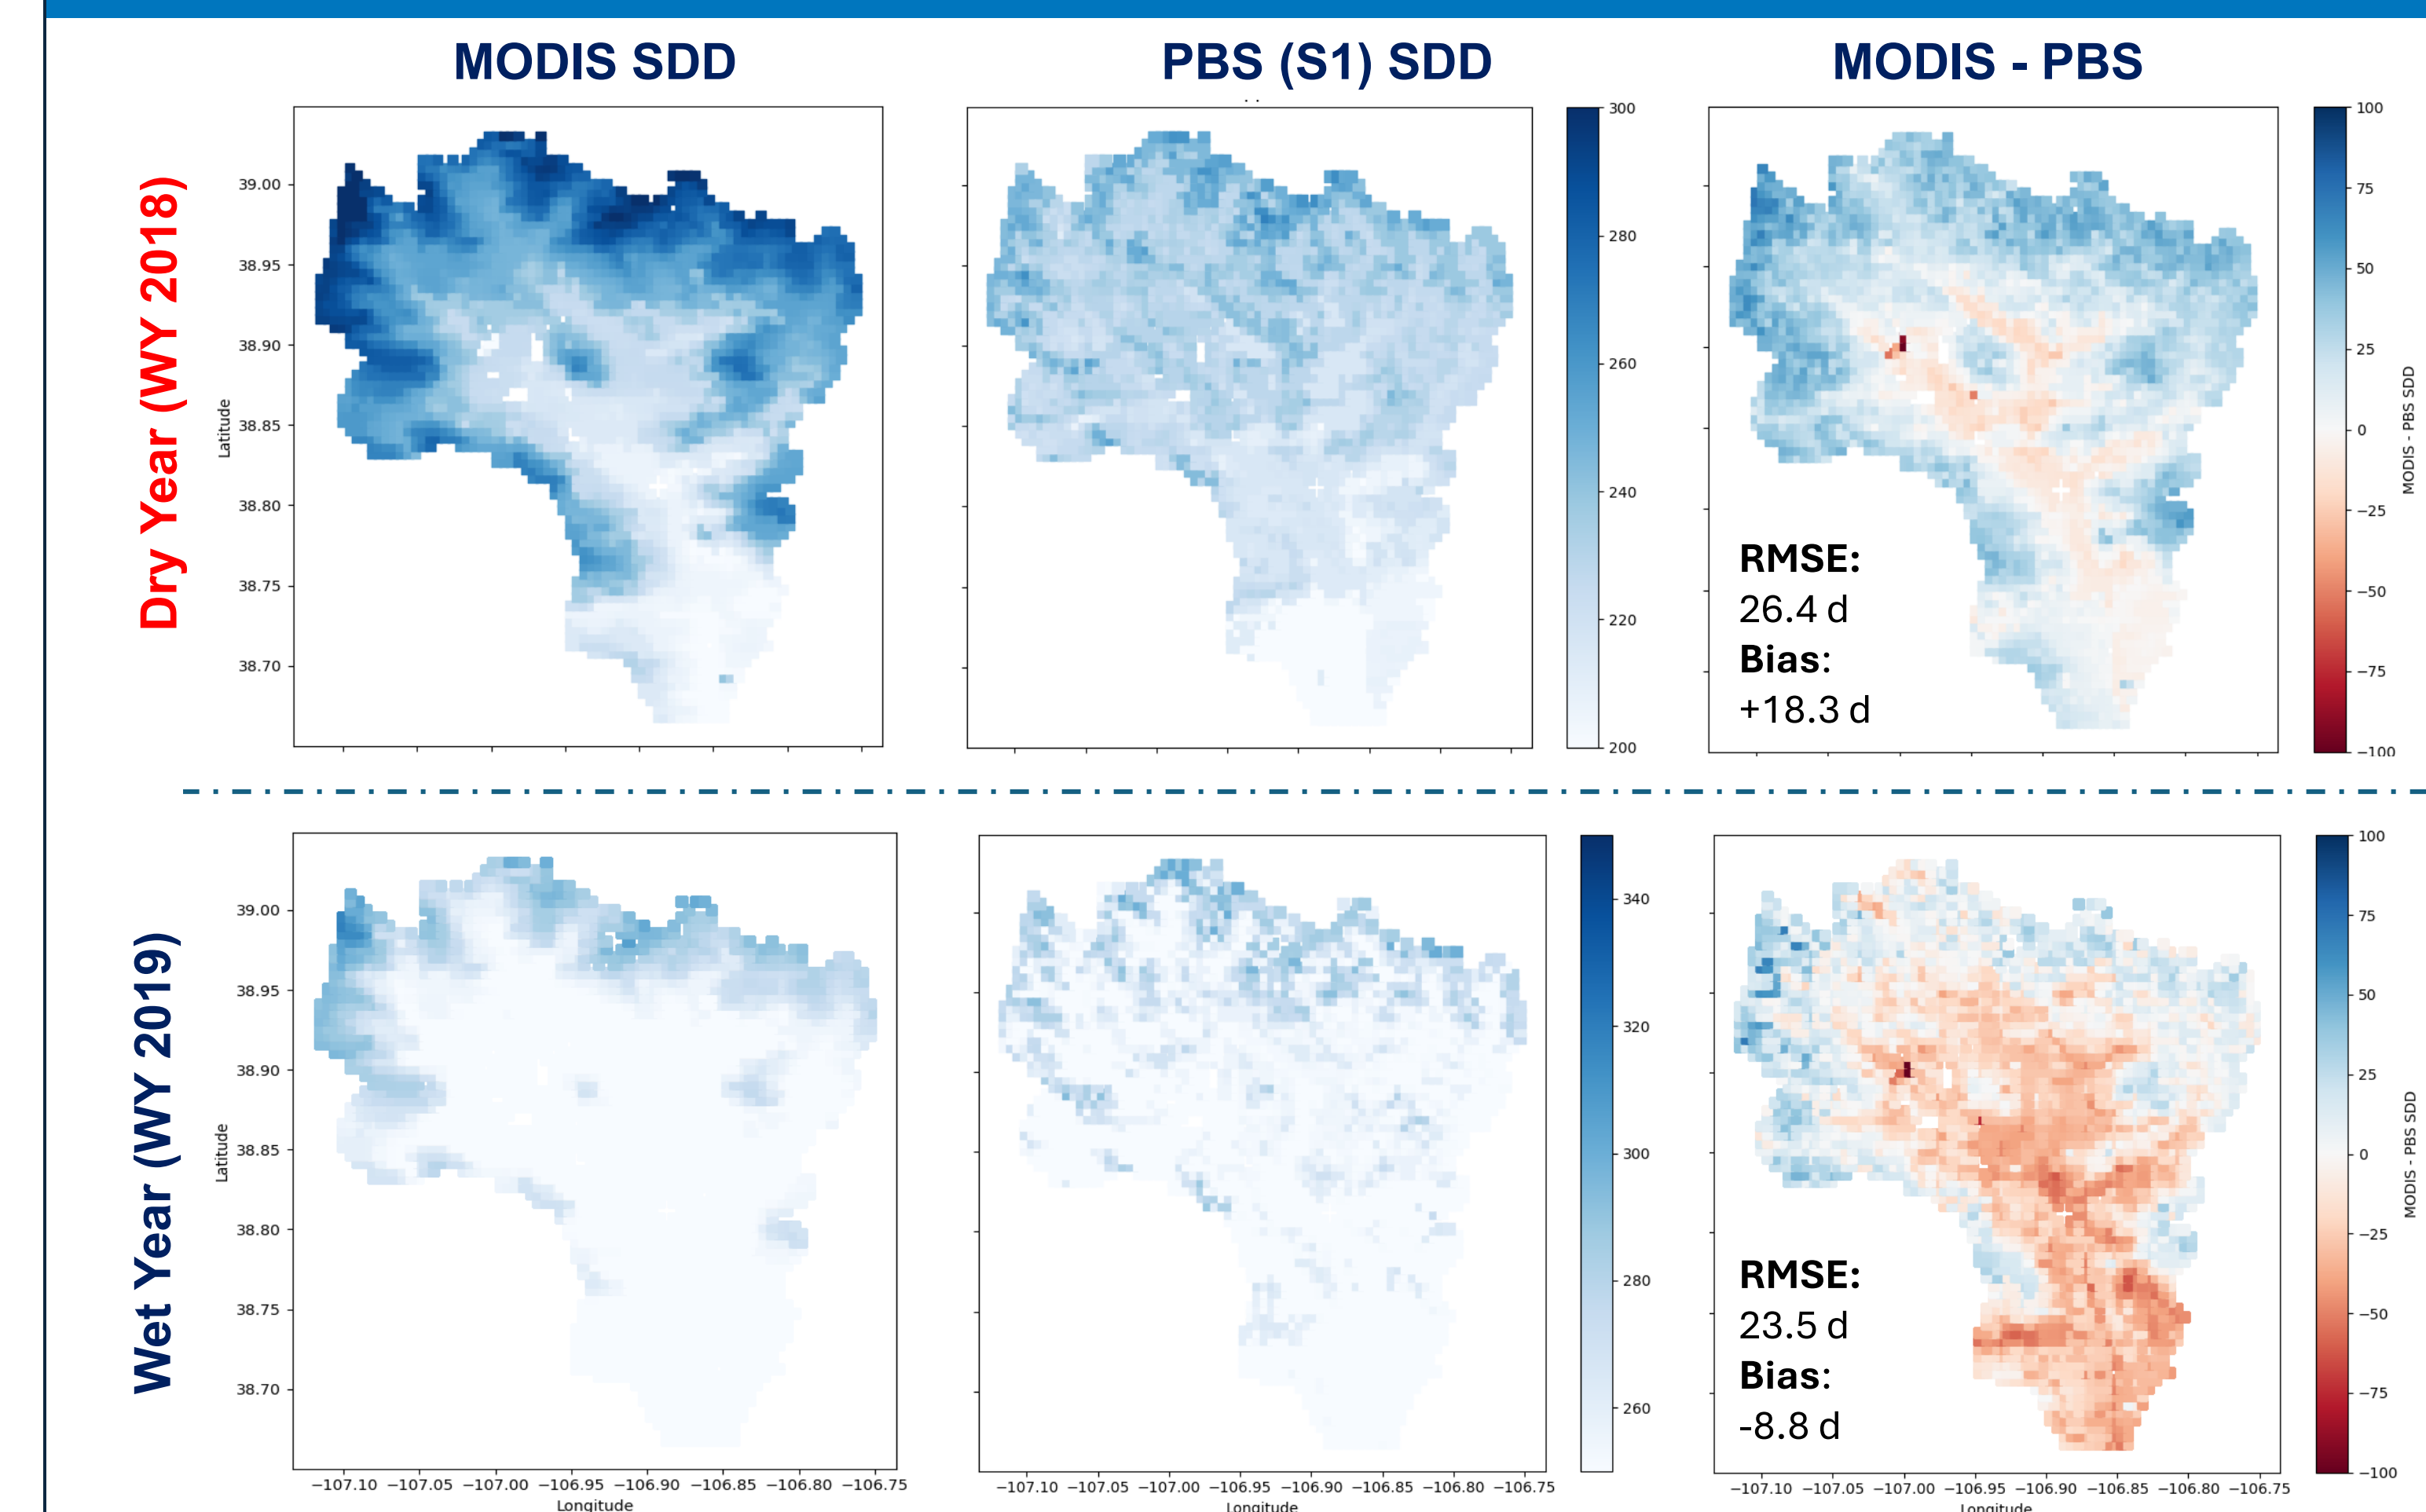 MODIS SDD
PBS (S1) SDD
MODIS - PBS
Dry Year (WY 2018)
Latitude
39.00
38.95
38.90
38.85
38.80
38.75
38.70
300
280
260
240
220
200
RMSE:
26.4 d
Bias:
+18.3 d
100
75
50
25
0
−25
−50
−75
−100
MODIS - PBS SDD
Wet Year (WY 2019)
Latitude
39.00
38.95
38.90
38.85
38.80
38.75
38.70
−107.10 −107.05 −107.00 −106.95 −106.90 −106.85 −106.80 −106.75
Longitude
−107.10 −107.05 −107.00 −106.95 −106.90 −106.85 −106.80 −106.75
Longitude
340
320
300
280
260
RMSE:
23.5 d
Bias:
-8.8 d
−107.10 −107.05 −107.00 −106.95 −106.90 −106.85 −106.80 −106.75
Longitude
100
75
50
25
0
−25
−50
−75
−100
MODIS - PBS SDD